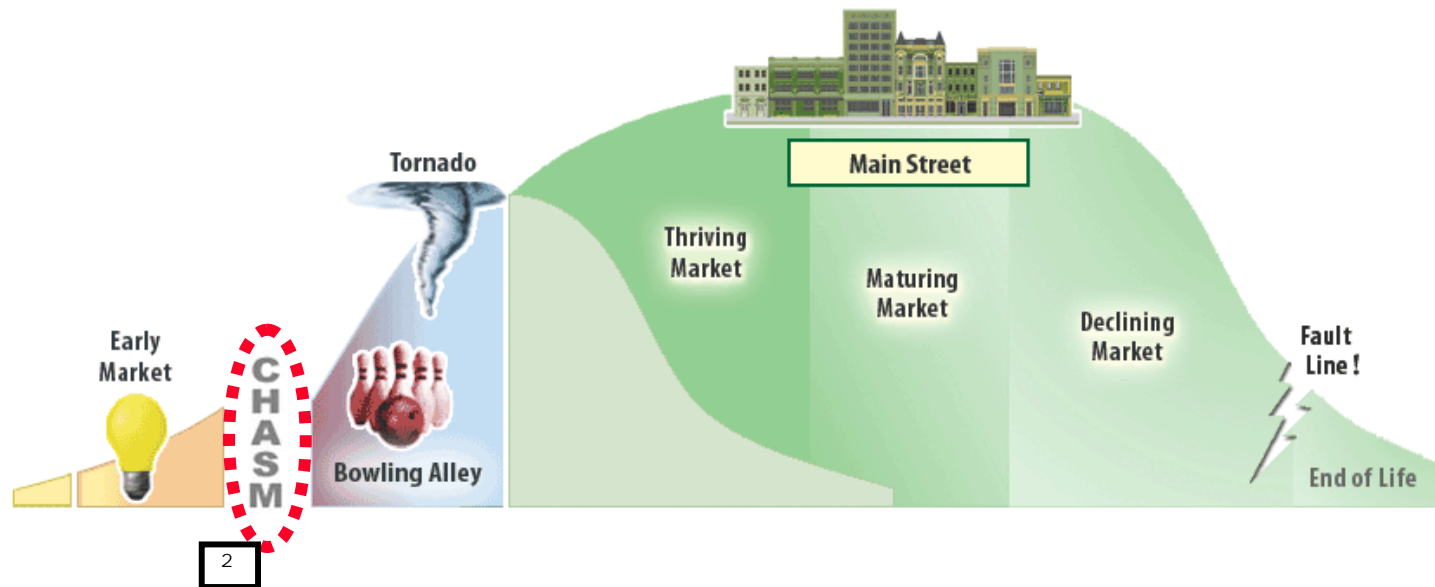 Early
Market
CHASM
2
Tornado
Bowling Alley
Main Street
Thriving
Market
Maturing
Market
Declining
Market
Fault
Line!
End of Life